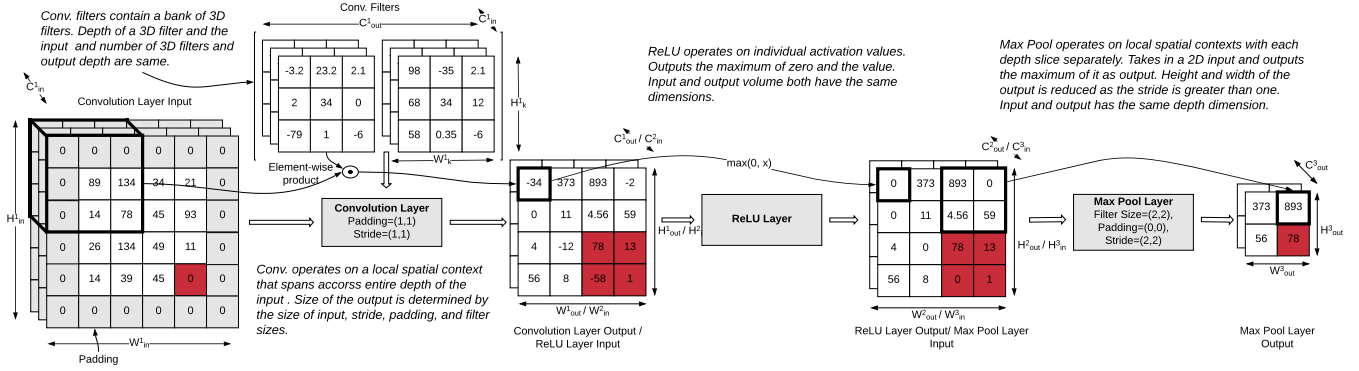 Conv. filters contain a bank of 3D
filters. Depth of a 3D filter and the
input and number of 3D filters and
output depth are same.
C¹in
Convolution Layer Input
H¹in
0 0 0 0 0 0
0 89 134 34 21 0
0 14 78 45 93 0
0 26 134 49 11 0
0 14 39 45 0 0
0 0 0 0 0 0
W¹in
Padding
Conv. Filters
C¹out
C¹in
-3.2 23.2 2.1
2 34 0
-79 1 -6
98 -35 2.1
68 34 12
58 0.35 -6
H¹k
W¹k
Element-wise
product
Convolution Layer
Padding=(1,1)
Stride=(1,1)
Conv. operates on a local spatial context
that spans accorss entire depth of the
input . Size of the output is determined by
the size of input, stride, padding, and filter
sizes.
C¹out / C²in
-34 373 893 -2
0 11 4.56 59
4 -12 78 13
56 8 -58 1
H¹out / H²
W¹out / W²in
Convolution Layer Output /
ReLU Layer Input
ReLU operates on individual activation values.
Outputs the maximum of zero and the value.
Input and output volume both have the same
dimensions.
max(0, x)
ReLU Layer
C²out / C³in
0 373 893 0
0 11 4.56 59
4 0 78 13
56 8 0 1
H²out / H³in
W²out / W³in
ReLU Layer Output/ Max Pool Layer
Input
Max Pool operates on local spatial contexts with each
depth slice separately. Takes in a 2D input and outputs
the maximum of it as output. Height and width of the
output is reduced as the stride is greater than one.
Input and output has the same depth dimension.
Max Pool Layer
Filter Size=(2,2),
Padding=(0,0),
Stride=(2,2)
C³out
373 893
56 78
H³out
W³out
Max Pool Layer
Output